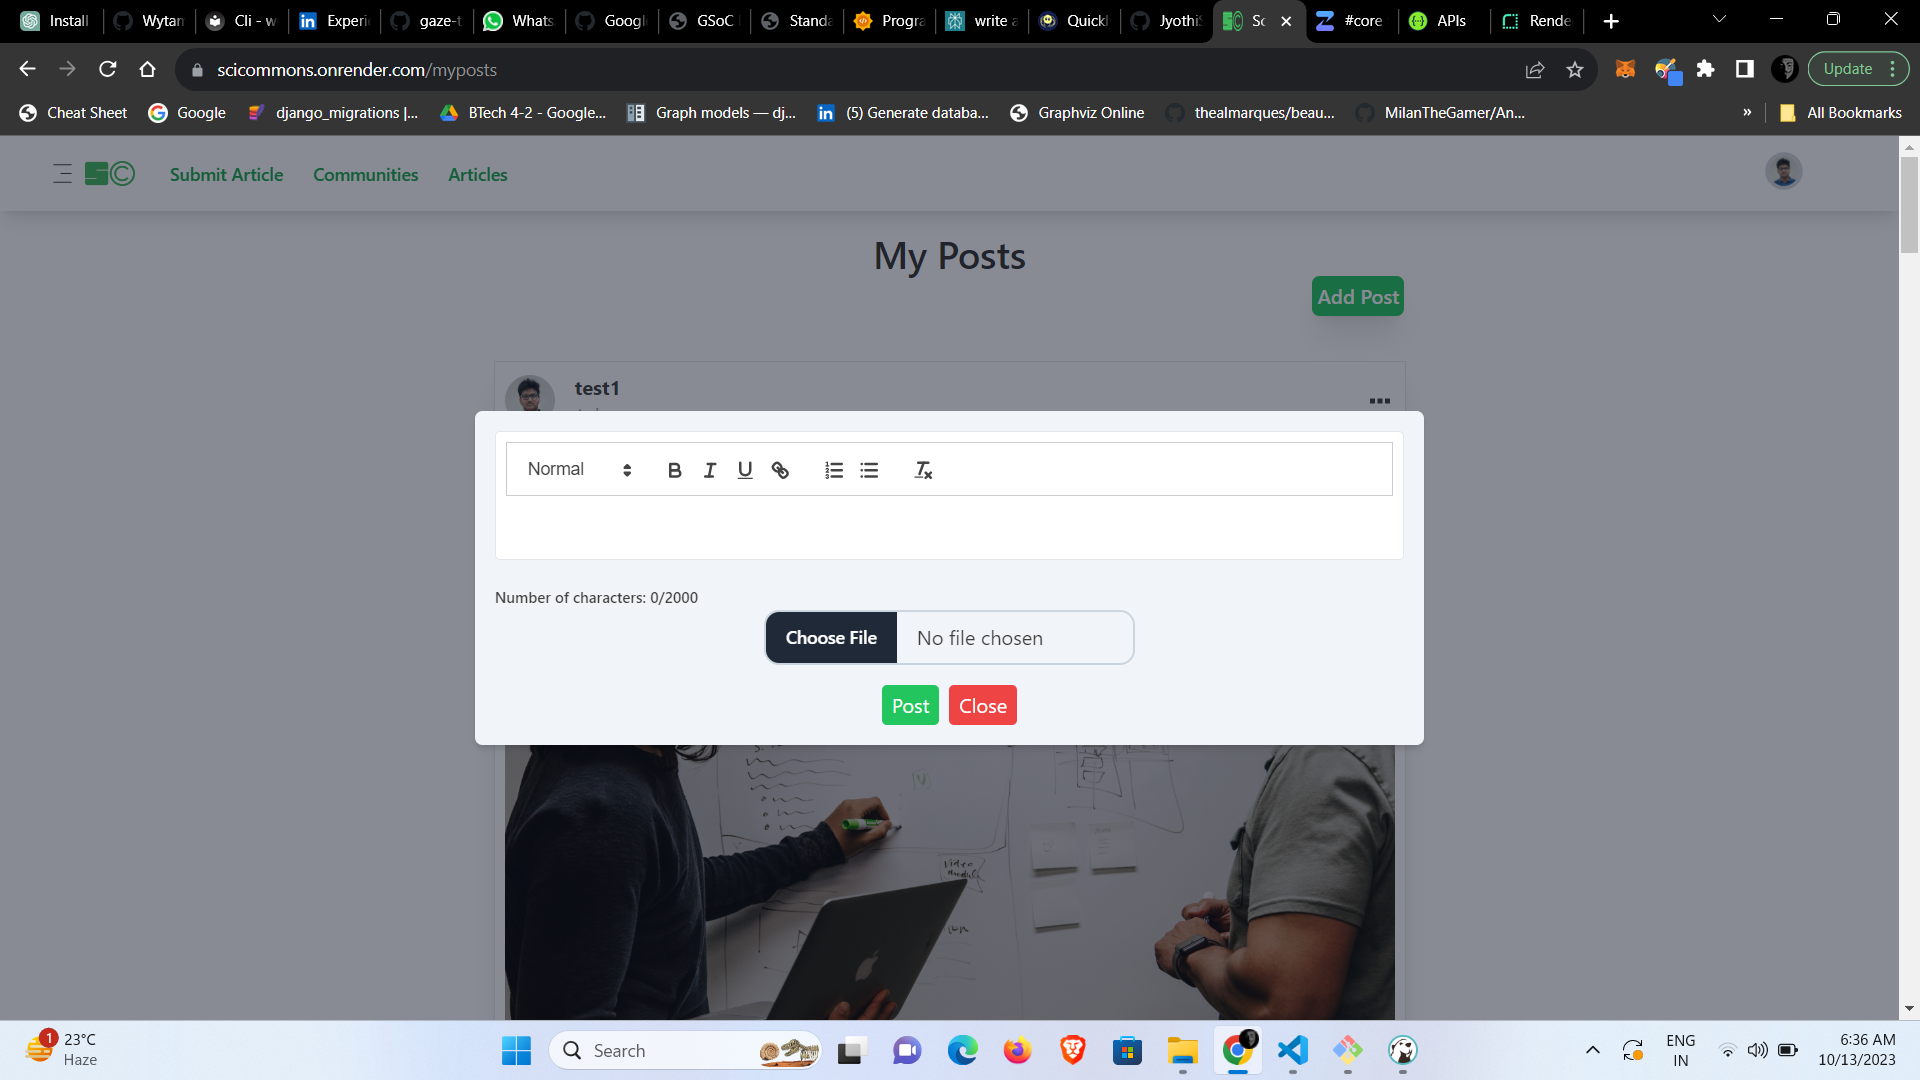 Install
Wytam
Cli - w
Experi
gaze-t
Whats
Googl
GSoC
Standa
Progra
write a
Quickl
JyothiS
Sc
#core
APIs
Rende
scicommons.onrender.com/myposts
Update
Cheat Sheet
Google
django_migrations |...
BTech 4-2 - Google...
Graph models — dj...
(5) Generate databa...
Graphviz Online
thealmarques/beau...
MilanTheGamer/An...
»
All Bookmarks
SC
Submit Article
Communities
Articles
My Posts
Add Post
test1
Normal
Number of characters: 0/2000
Choose File
No file chosen
Post
Close
1
23°C
Haze
Search
ENG
IN
6:36 AM
10/13/2023